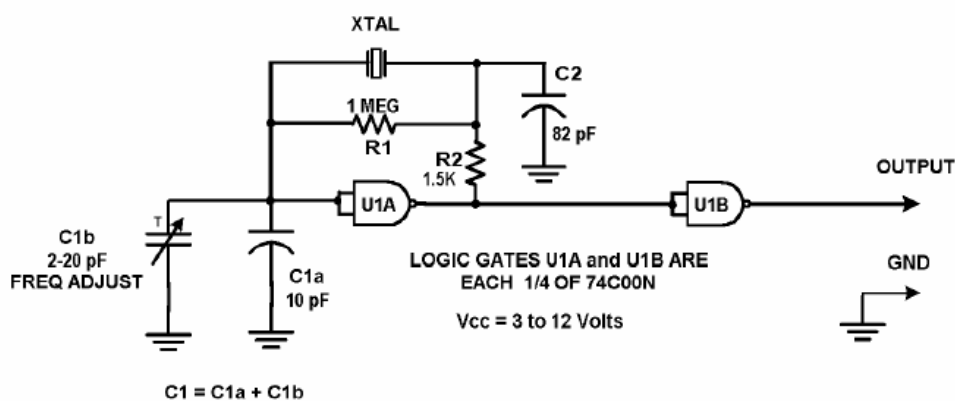 XTAL
C2
1 MEG
R1
82 pF
R2
1.5K
OUTPUT
U1A
U1B
T
C1b
2-20 pF
FREQ ADJUST
C1a
10 pF
LOGIC GATES U1A and U1B ARE
EACH 1/4 OF 74C00N
GND
Vcc = 3 to 12 Volts
C1 = C1a + C1b